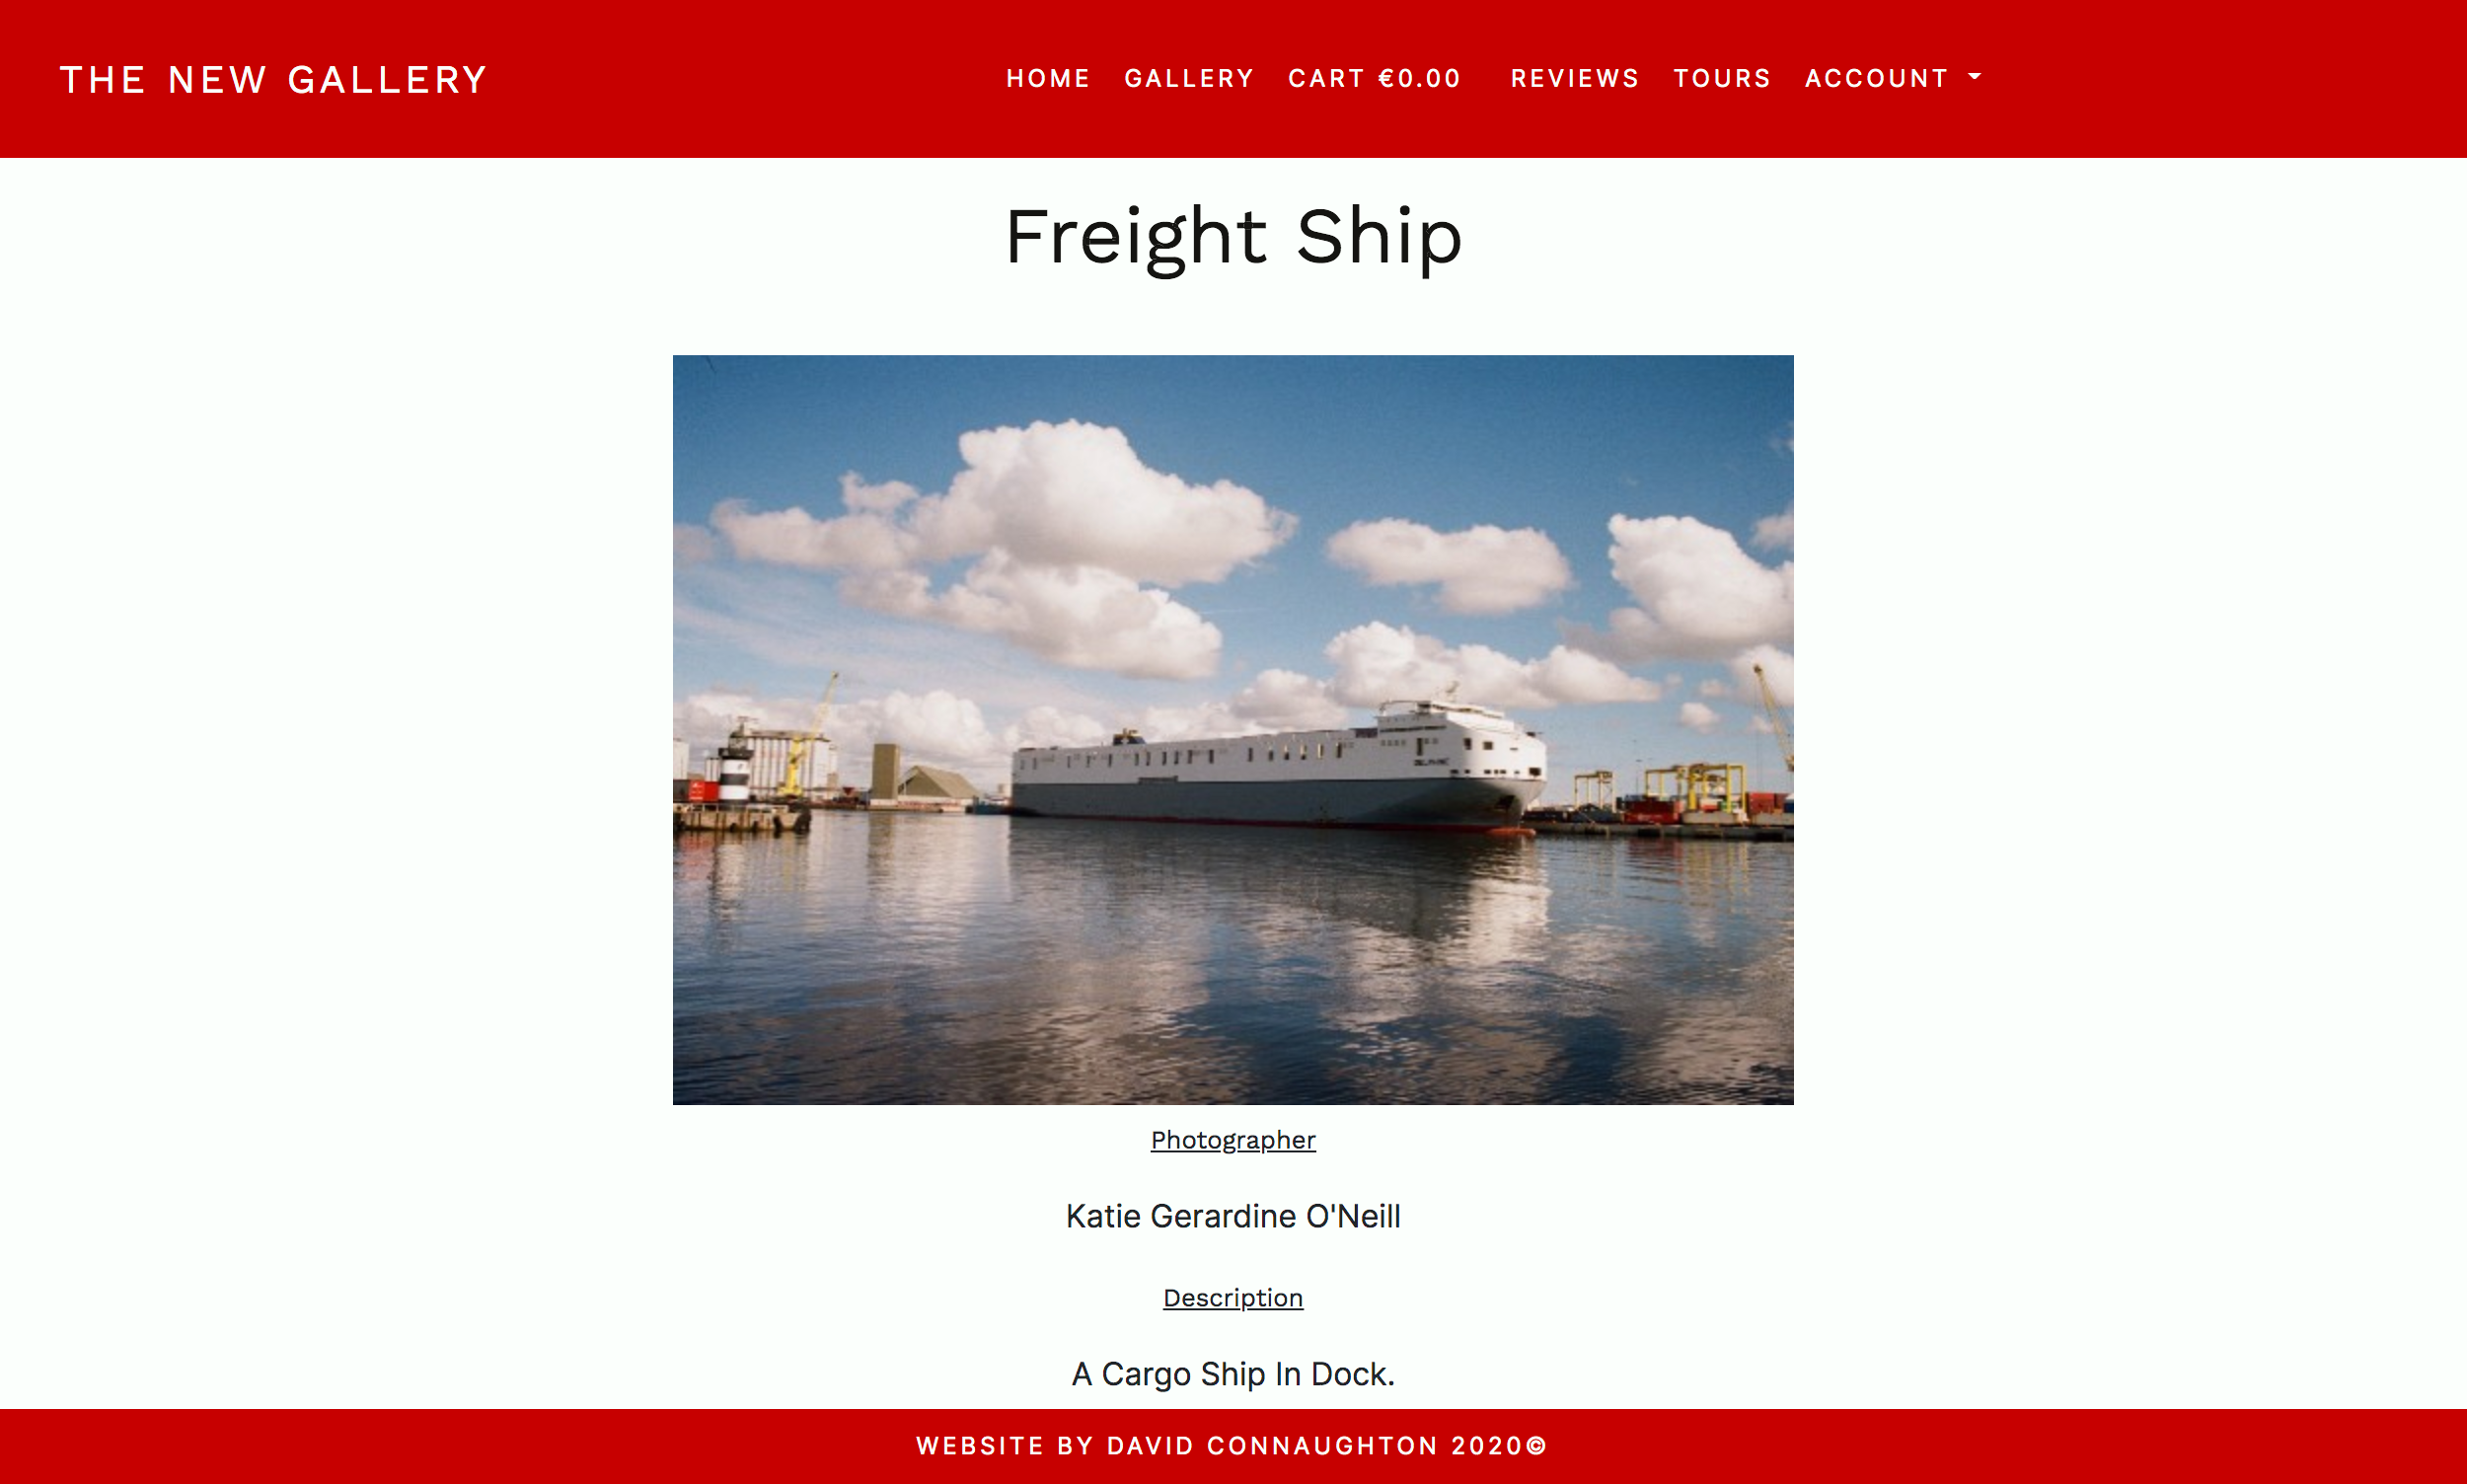 THE NEW GALLERY
HOME GALLERY CART €0.00 REVIEWS TOURS ACCOUNT
Freight Ship
Photographer
Katie Gerardine O'Neill
Description
A Cargo Ship In Dock.
WEBSITE BY DAVID CONNAUGHTON 2020©